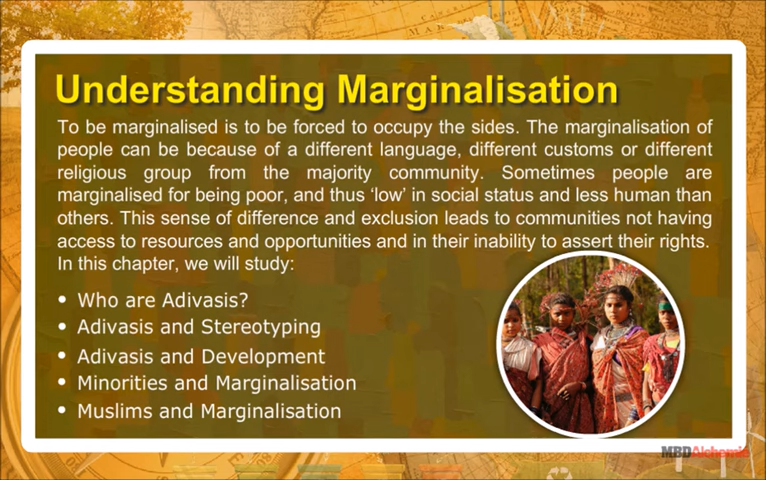 Understanding Marginalisation
To be marginalised is to be forced to occupy the sides. The marginalisation of
people can be because of a different language, different customs or different
religious group from the majority community. Sometimes people are
marginalised for being poor, and thus ‘low’ in social status and less human than
others. This sense of difference and exclusion leads to communities not having
access to resources and opportunities and in their inability to assert their rights.
In this chapter, we will study:
• Who are Adivasis?
• Adivasis and Stereotyping
• Adivasis and Development
• Minorities and Marginalisation
• Muslims and Marginalisation
MBDAlchemie